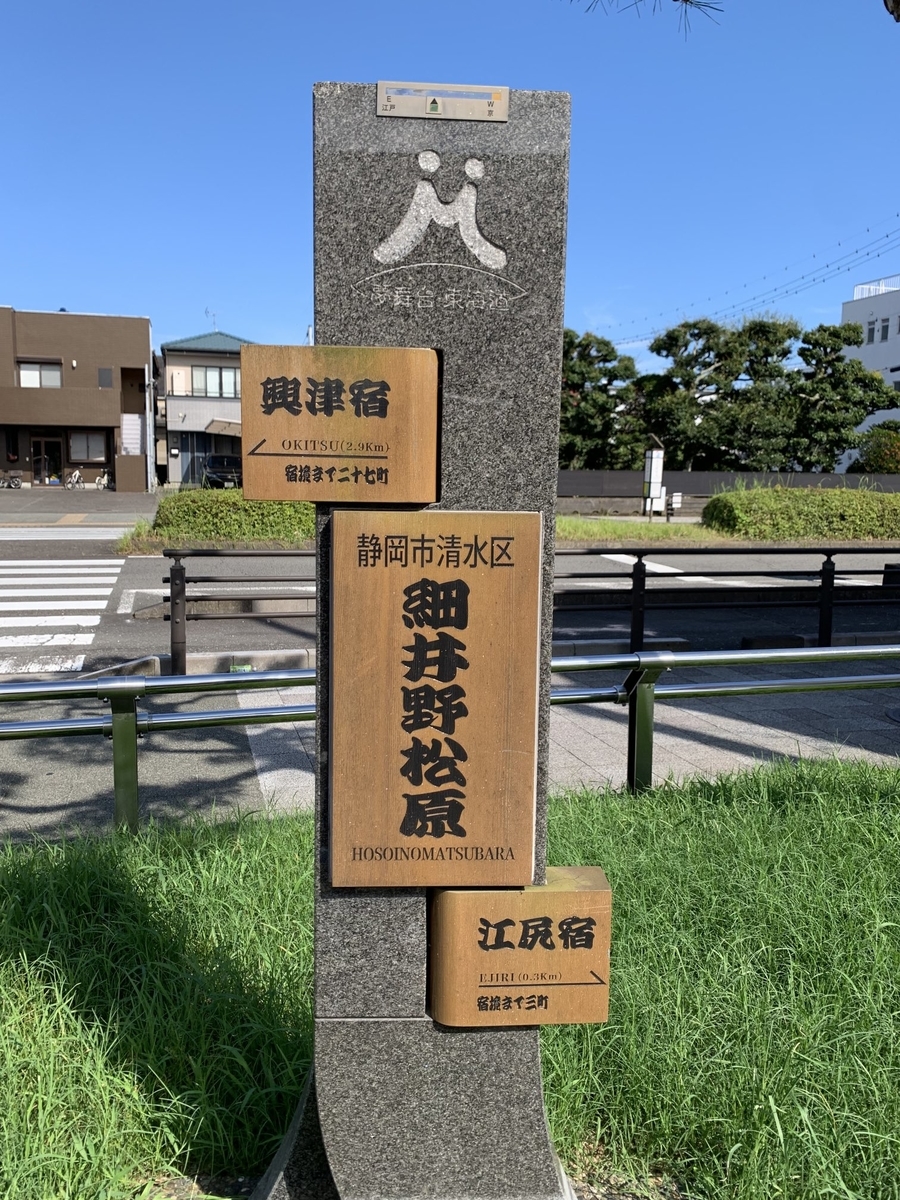 E
W
江戸
京
夢舞台・東海道
興津宿
OKITSU(2.9Km)
宿境まで二十七町
静岡市清水区
細井野松原
HOSOINOMATSUBARA
江尻宿
EJIRI(0.3Km)
宿境まで三町